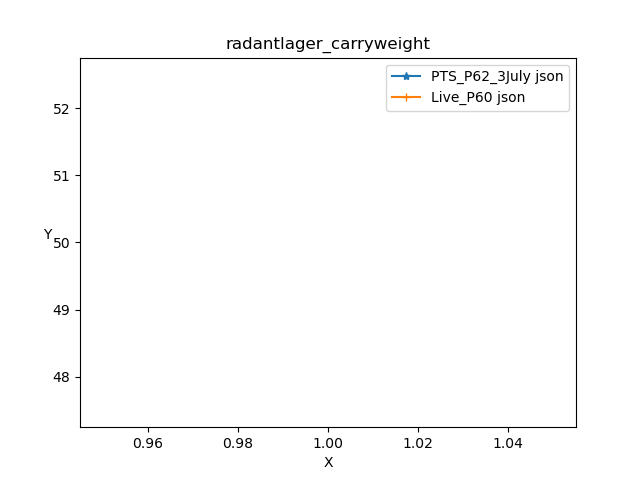 radantlager_carryweight
PTS_P62_3July json
Live_P60 json
52
51
50
49
48
Y
0.96 0.98 1.00 1.02 1.04
X